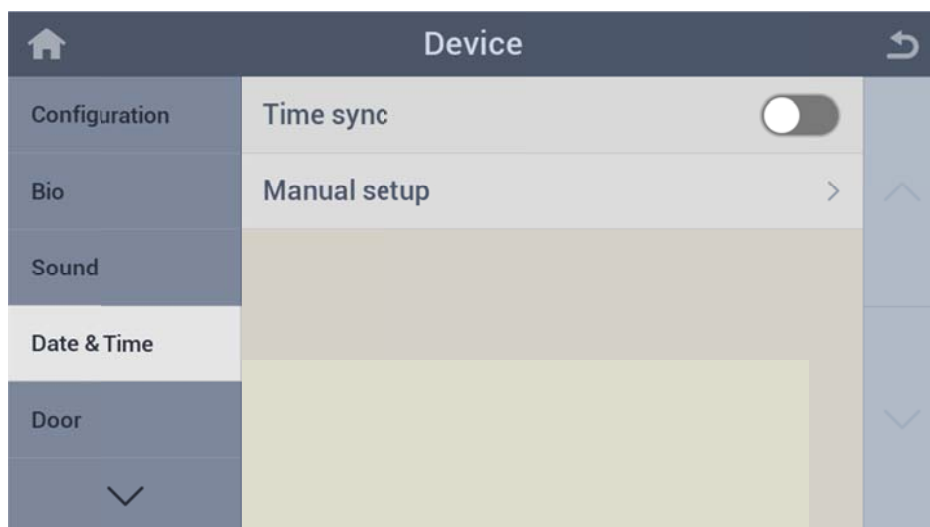 Device
Configuration
Time sync
Bio
Manual setup
Sound
Date & Time
Door